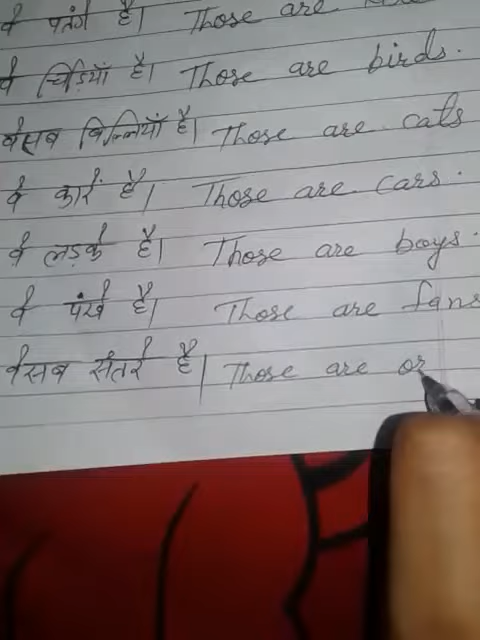 वे पतंगें हैं। Those are
वे चिड़ियाँ हैं। Those are birds.
वे सब बिल्लियाँ हैं। Those are cats
वे कारें हैं। Those are cars.
वे लड़के हैं। Those are boys.
वे पंखे हैं। Those are fans
वे सब संतरे हैं। Those are or